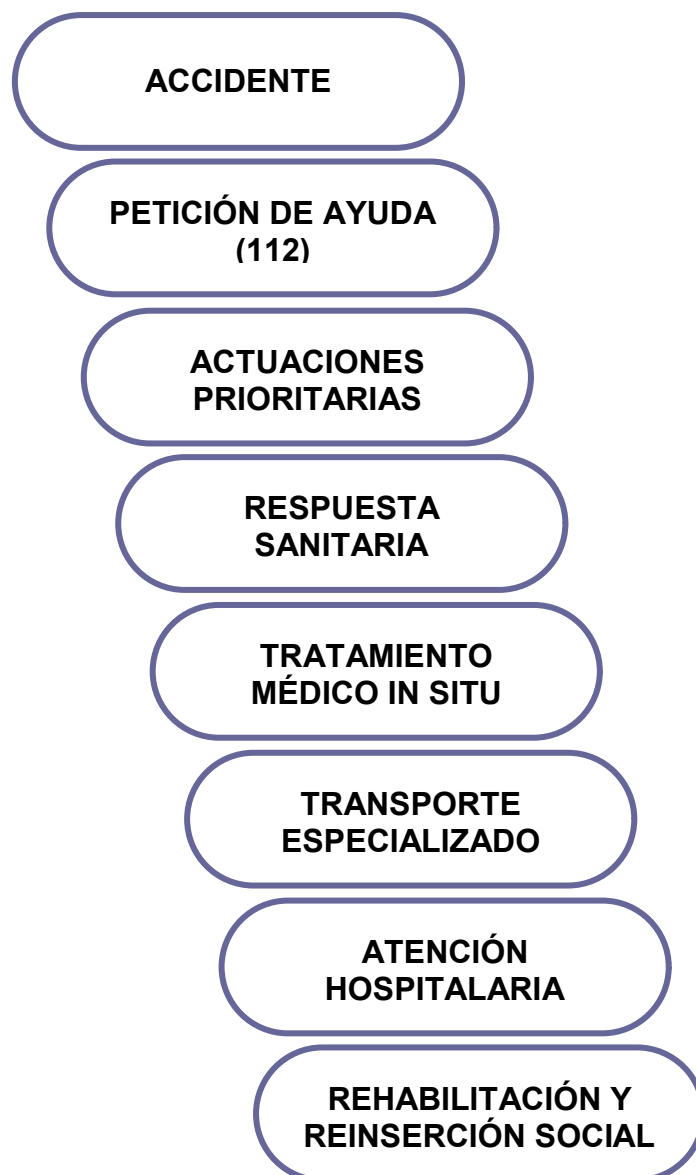 ACCIDENTE
PETICIÓN DE AYUDA
(112)
ACTUACIONES
PRIORITARIAS
RESPUESTA
SANITARIA
TRATAMIENTO
MÉDICO IN SITU
TRANSPORTE
ESPECIALIZADO
ATENCIÓN
HOSPITALARIA
REHABILITACIÓN Y
REINSERCIÓN SOCIAL